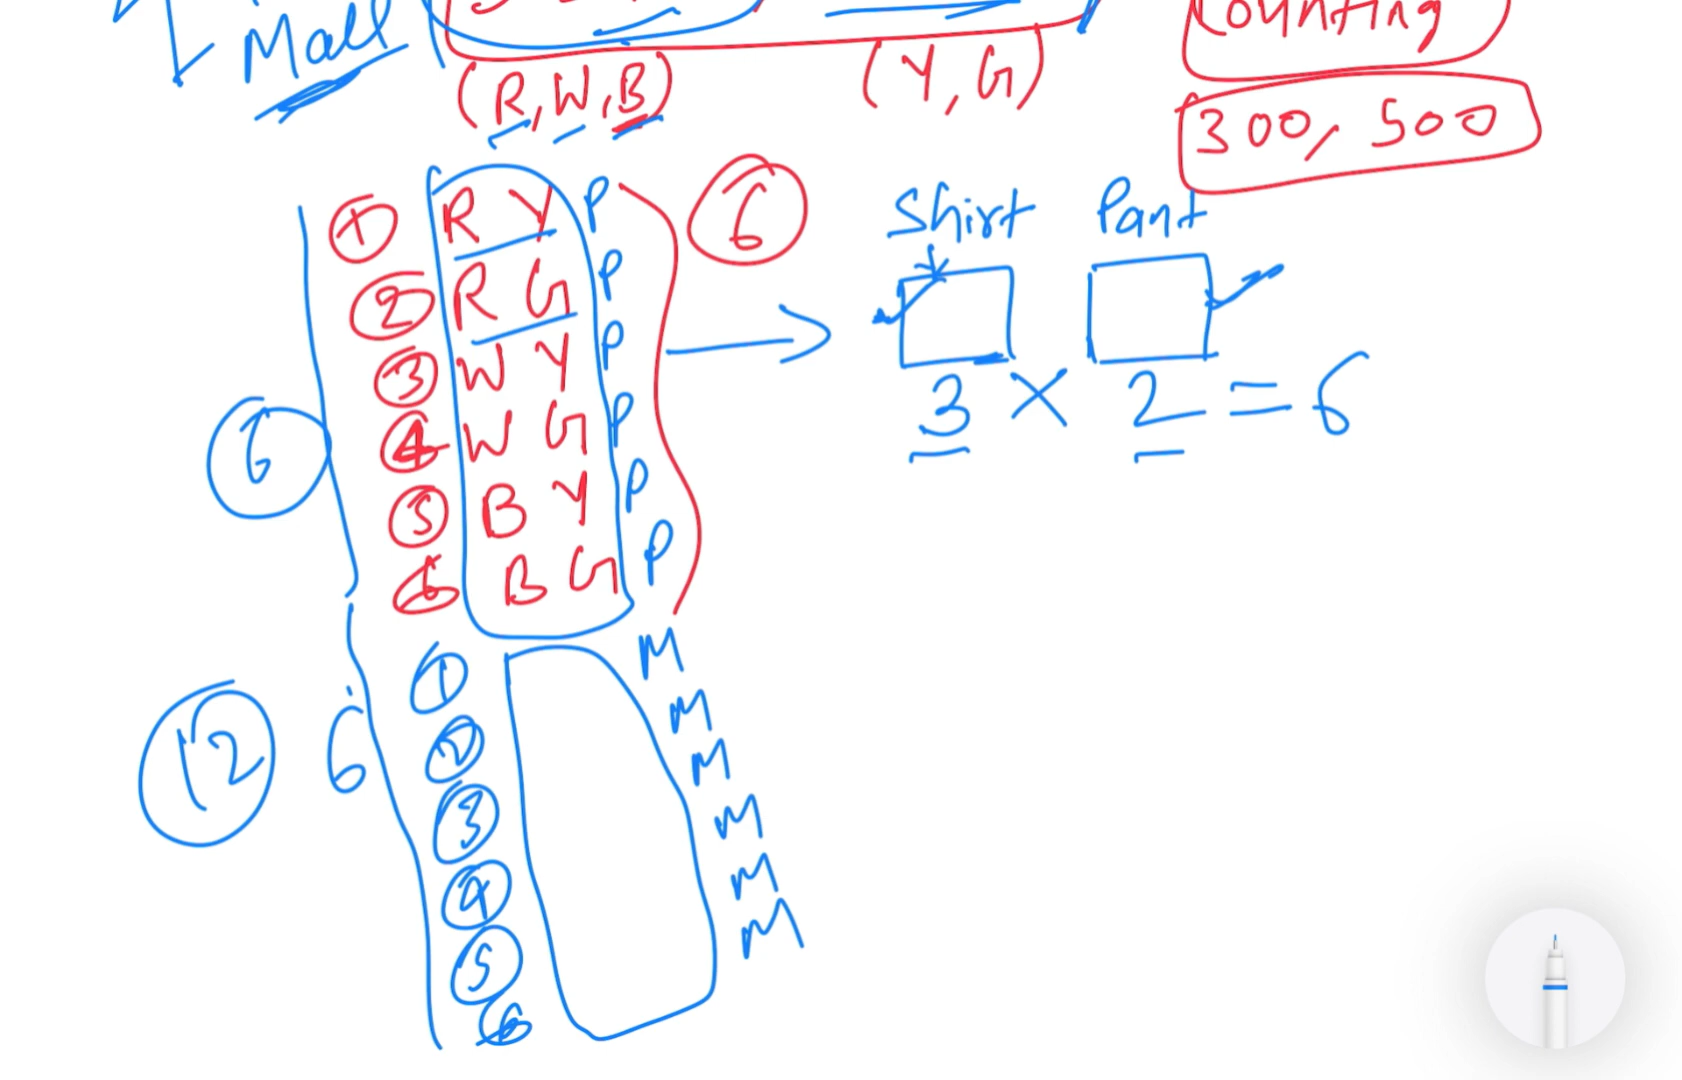 Mall
counting
(R, W, B) (Y, G)
300, 500
① R Y P
6
Shirt Pant
② R G P
③ W Y P
3 × 2 = 6
④ W G P
6
⑤ B Y P
⑥ B G P
M
①
M
12 6 ② M
③ M
④ M
⑤ M
⑥